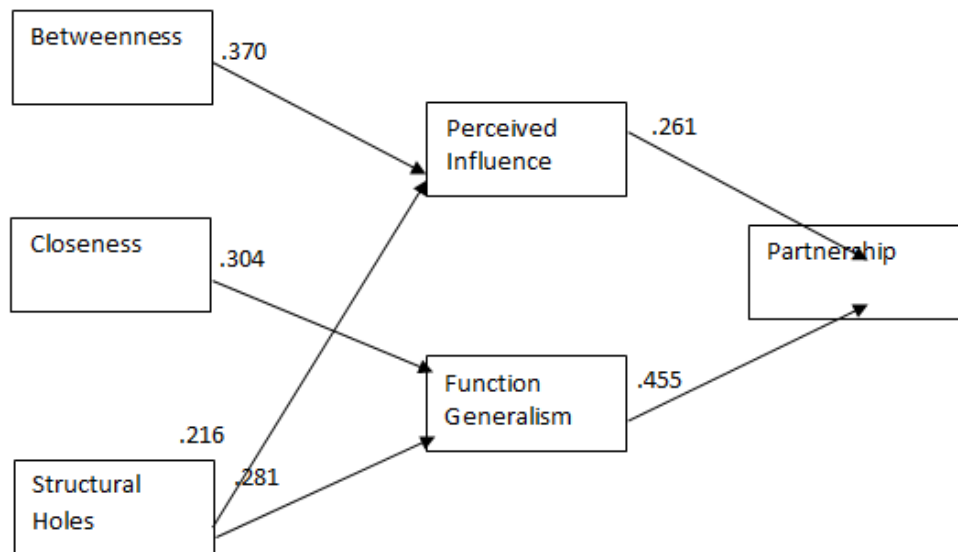 Betweenness
.370
Perceived
Influence
.261
Closeness
.304
Partnership
Function
Generalism
.455
.216
.281
Structural
Holes